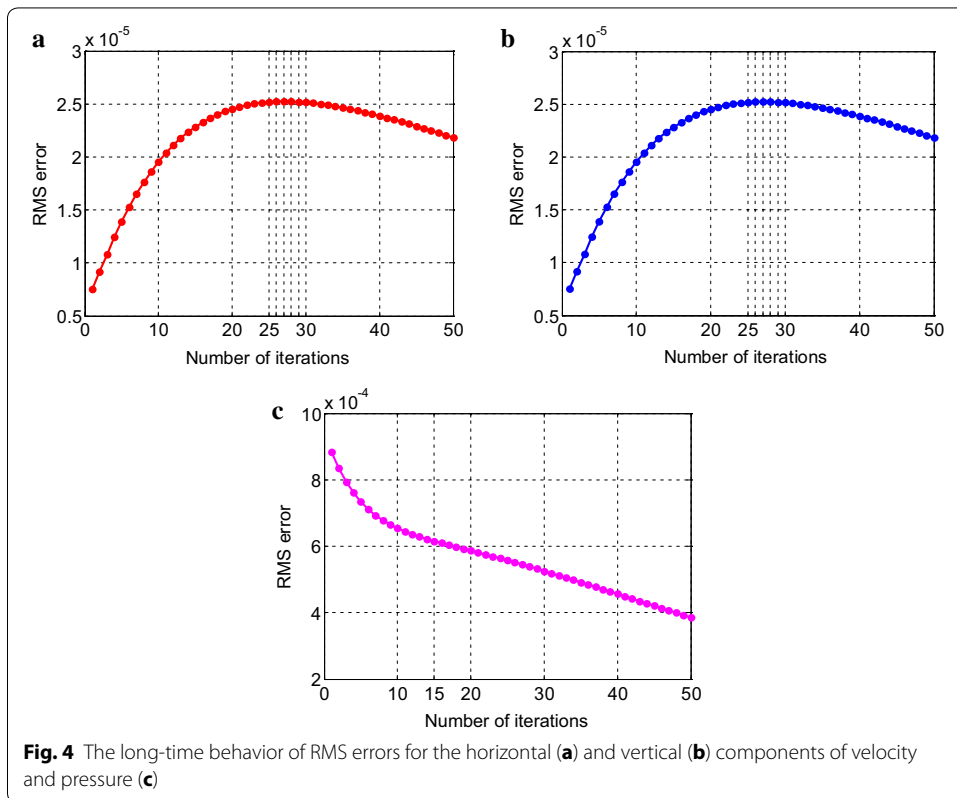 a
x 10⁻⁵
3
2.5
2
1.5
1
0.5
RMS error
0 10 20 25 30 40 50
Number of iterations
b
x 10⁻⁵
3
2.5
2
1.5
1
0.5
RMS error
0 10 20 25 30 40 50
Number of iterations
c
x 10⁻⁴
10
8
6
4
2
RMS error
0 10 15 20 30 40 50
Number of iterations
Fig. 4 The long-time behavior of RMS errors for the horizontal (a) and vertical (b) components of velocity
and pressure (c)